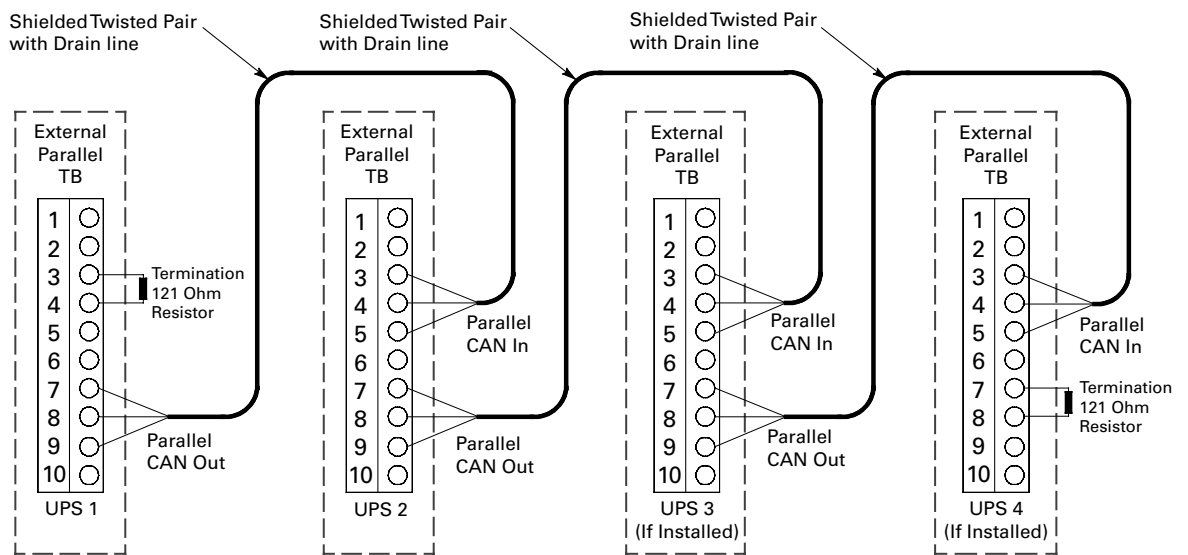 Shielded Twisted Pair
with Drain line
Shielded Twisted Pair
with Drain line
Shielded Twisted Pair
with Drain line
External
Parallel
TB
1
2
3
4
5
6
7
8
9
10
Termination
121 Ohm
Resistor
Parallel
CAN Out
UPS 1
External
Parallel
TB
1
2
3
4
5
6
7
8
9
10
Parallel
CAN In
Parallel
CAN Out
UPS 2
External
Parallel
TB
1
2
3
4
5
6
7
8
9
10
Parallel
CAN In
Parallel
CAN Out
UPS 3
(If Installed)
External
Parallel
TB
1
2
3
4
5
6
7
8
9
10
Parallel
CAN In
Termination
121 Ohm
Resistor
UPS 4
(If Installed)